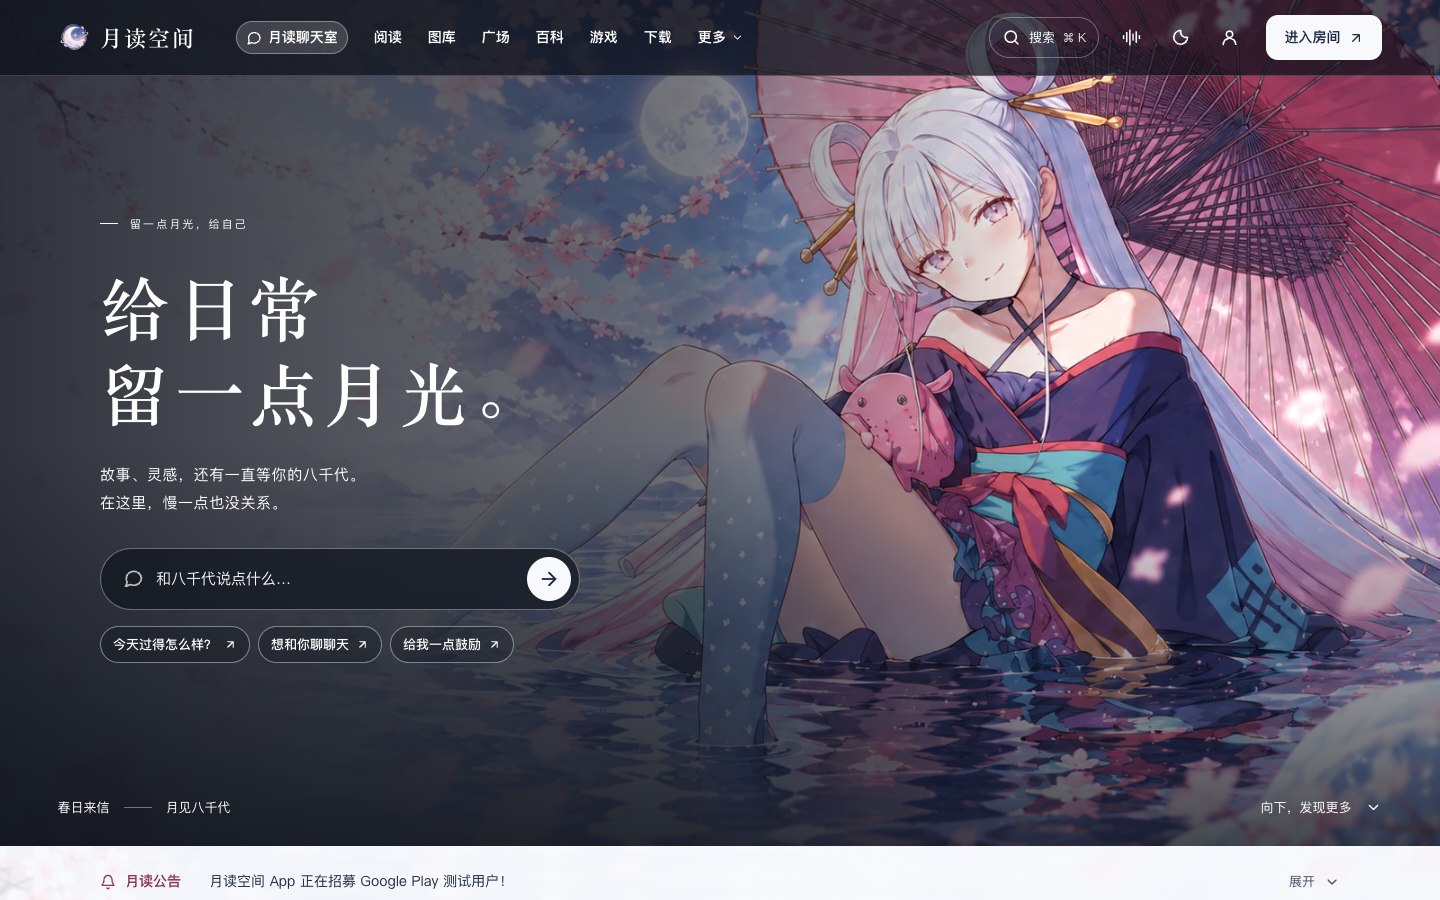 月读空间
月读聊天室
阅读
图库
广场
百科
游戏
下载
更多
搜索 ⌘ K
进入房间
留一点月光，给自己
给日常
留一点月光。
故事、灵感，还有一直等你的八千代。
在这里，慢一点也没关系。
和八千代说点什么...
今天过得怎么样？
想和你聊聊天
给我一点鼓励
春日来信
月见八千代
向下，发现更多
月读公告
月读空间 App 正在招募 Google Play 测试用户！
展开